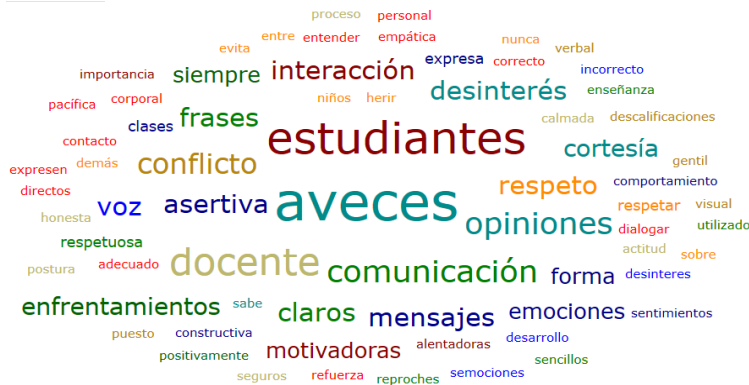 proceso personal
evita entre entender empática nunca verbal
importancia siempre interacción expresa correcto incorrecto
pacífica corporal niños herir desinterés enseñanza
clases frases calmada descalificaciones
contacto estudiantes cortesía
expresen demás conflicto gentil
directos respeto comportamiento
honesta voz asertiva aveces opiniones respetar visual
respetuosa dialogar utilizado
postura adecuado docente comunicación forma actitud sobre
desinteres
enfrentamientos sabe claros mensajes emociones sentimientos
puesto constructiva desarrollo
positivamente motivadoras alentadoras sencillos
seguros refuerza reproches semociones